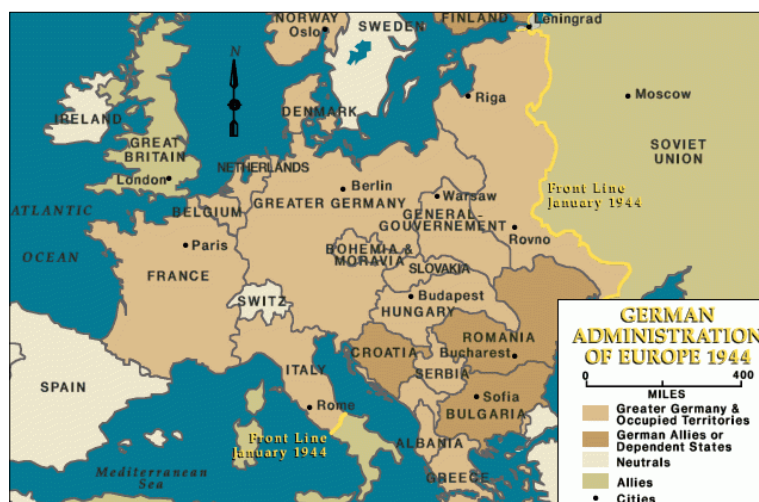 NORWAY
Oslo
SWEDEN
FINLAND
Leningrad
N
Riga
Moscow
DENMARK
IRELAND
GREAT
BRITAIN
London
SOVIET
UNION
NETHERLANDS
Berlin
GREATER GERMANY
Warsaw
Front Line
January 1944
ATLANTIC
OCEAN
BELGIUM
GENERAL-
GOUVERNEMENT
Rovno
Paris
BOHEMIA &
MORAVIA
FRANCE
SLOVAKIA
SWITZ
Budapest
HUNGARY
ROMANIA
Bucharest
CROATIA
SERBIA
ITALY
SPAIN
Rome
Sofia
BULGARIA
Front Line
January 1944
ALBANIA
GREECE
Mediterranean
Sea
GERMAN
ADMINISTRATION
OF EUROPE 1944
0 400
MILES
Greater Germany &
Occupied Territories
German Allies or
Dependent States
Neutrals
Allies
Cities